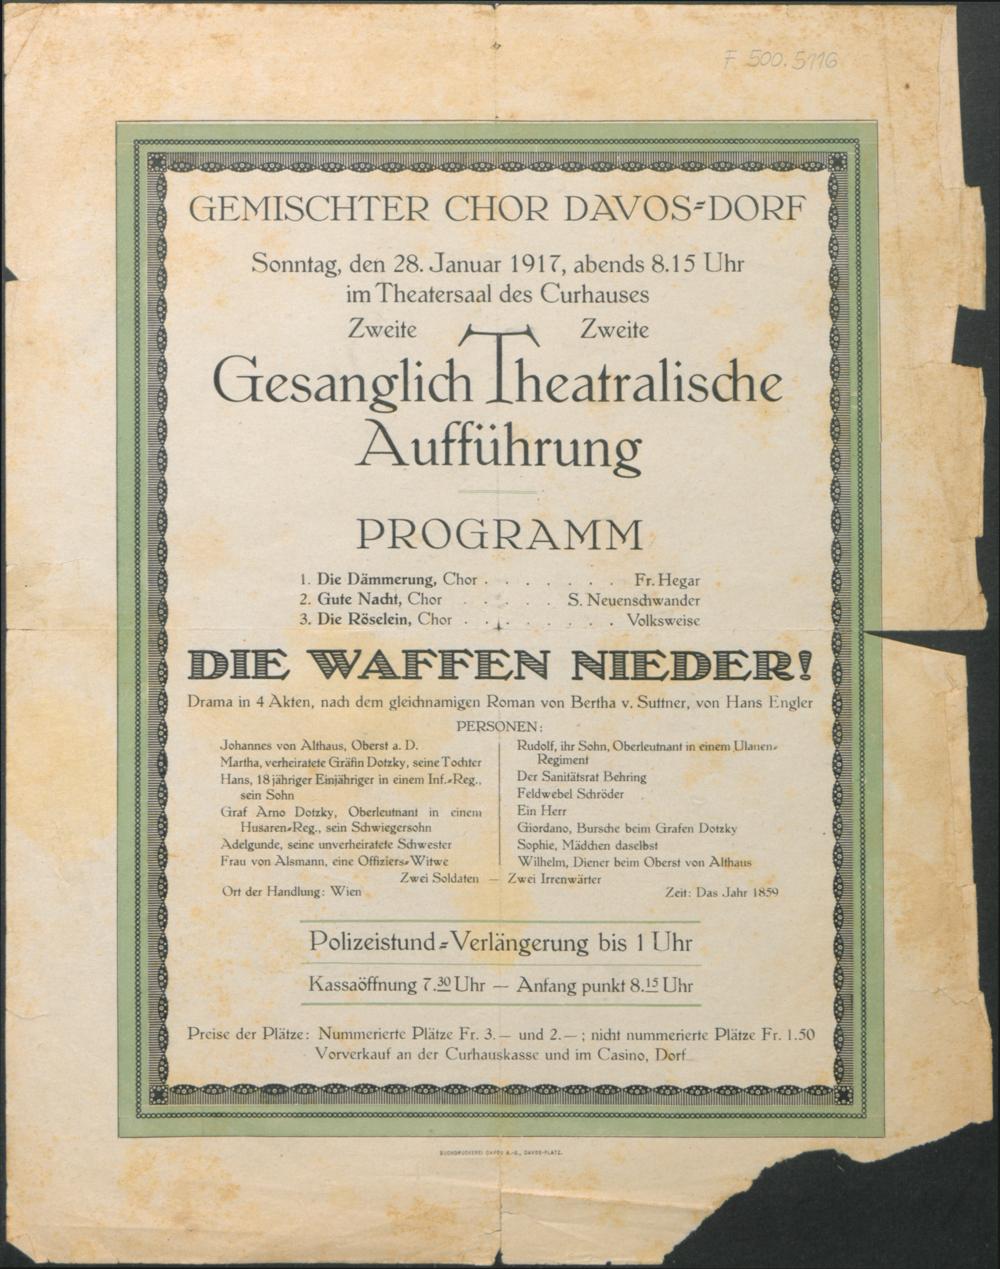 F 500.5116
GEMISCHTER CHOR DAVOS=DORF
Sonntag, den 28. Januar 1917, abends 8.15 Uhr
im Theatersaal des Curhauses
Zweite Zweite
Gesanglich Theatralische
Aufführung
PROGRAMM
1. Die Dämmerung, Chor . . . . . . . Fr. Hegar
2. Gute Nacht, Chor . . . . . S. Neuenschwander
3. Die Röselein, Chor . . . . . . . . Volksweise
DIE WAFFEN NIEDER!
Drama in 4 Akten, nach dem gleichnamigen Roman von Bertha v. Suttner, von Hans Engler
PERSONEN:
Johannes von Althaus, Oberst a. D.
Martha, verheiratete Gräfin Dotzky, seine Tochter
Hans, 18 jähriger Einjähriger in einem Inf.=Reg.,
sein Sohn
Graf Arno Dotzky, Oberleutnant in einem
Husaren=Reg., sein Schwiegersohn
Adelgunde, seine unverheiratete Schwester
Frau von Alsmann, eine Offiziers=Witwe
Rudolf, ihr Sohn, Oberleutnant in einem Ulanen=
Regiment
Der Sanitätsrat Behring
Feldwebel Schröder
Ein Herr
Giordano, Bursche beim Grafen Dotzky
Sophie, Mädchen daselbst
Wilhelm, Diener beim Oberst von Althaus
Zwei Soldaten — Zwei Irrenwärter
Ort der Handlung: Wien Zeit: Das Jahr 1859
Polizeistund=Verlängerung bis 1 Uhr
Kassaöffnung 7.30 Uhr — Anfang punkt 8.15 Uhr
Preise der Plätze: Nummerierte Plätze Fr. 3.— und 2.—; nicht nummerierte Plätze Fr. 1.50
Vorverkauf an der Curhauskasse und im Casino, Dorf
BUCHDRUCKEREI DAVOS A.-G., DAVOS-PLATZ.